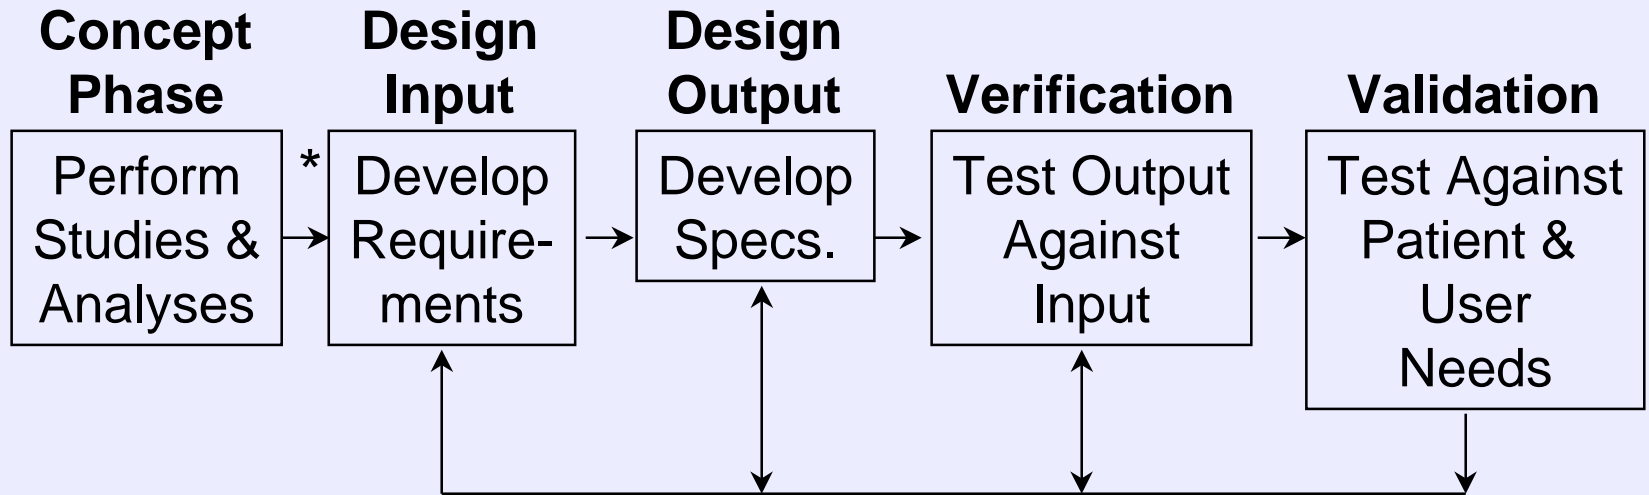 Concept
Phase
Perform
Studies &
Analyses
*
Design
Input
Develop
Require-
ments
Design
Output
Develop
Specs.
Verification
Test Output
Against
Input
Validation
Test Against
Patient &
User
Needs